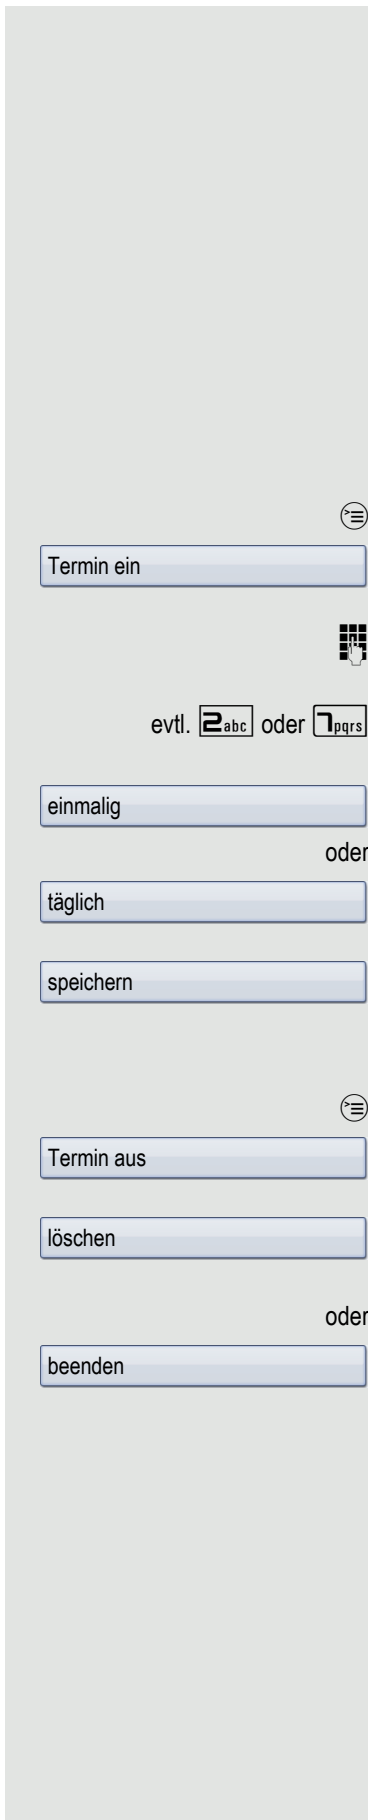 Termin ein
evtl. 2abc oder 7pqrs
einmalig
oder
täglich
speichern
Termin aus
löschen
oder
beenden